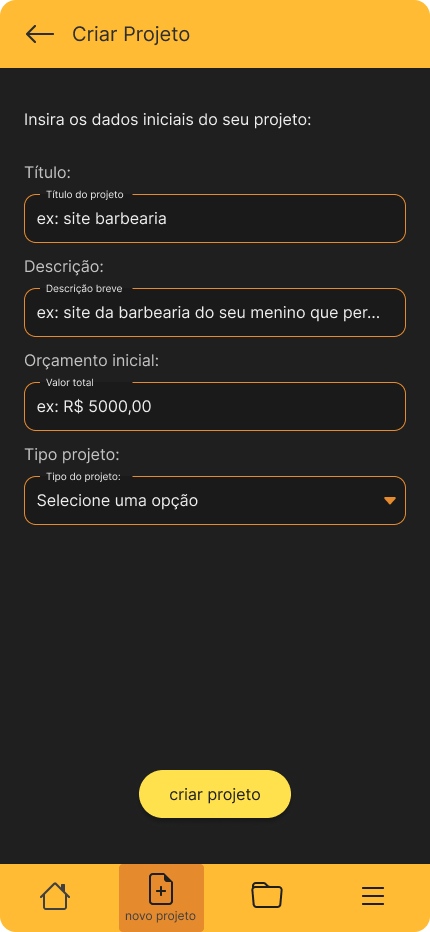 Criar Projeto
Insira os dados iniciais do seu projeto:
Título:
Título do projeto
ex: site barbearia
Descrição:
Descrição breve
ex: site da barbearia do seu menino que per...
Orçamento inicial:
Valor total
ex: R$ 5000,00
Tipo projeto:
Tipo do projeto:
Selecione uma opção
criar projeto
novo projeto